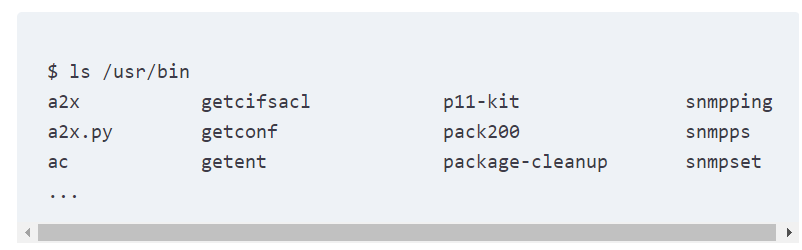 $ ls /usr/bin
a2x getcifsacl p11-kit snmpping
a2x.py getconf pack200 snmpps
ac getent package-cleanup snmpset
...